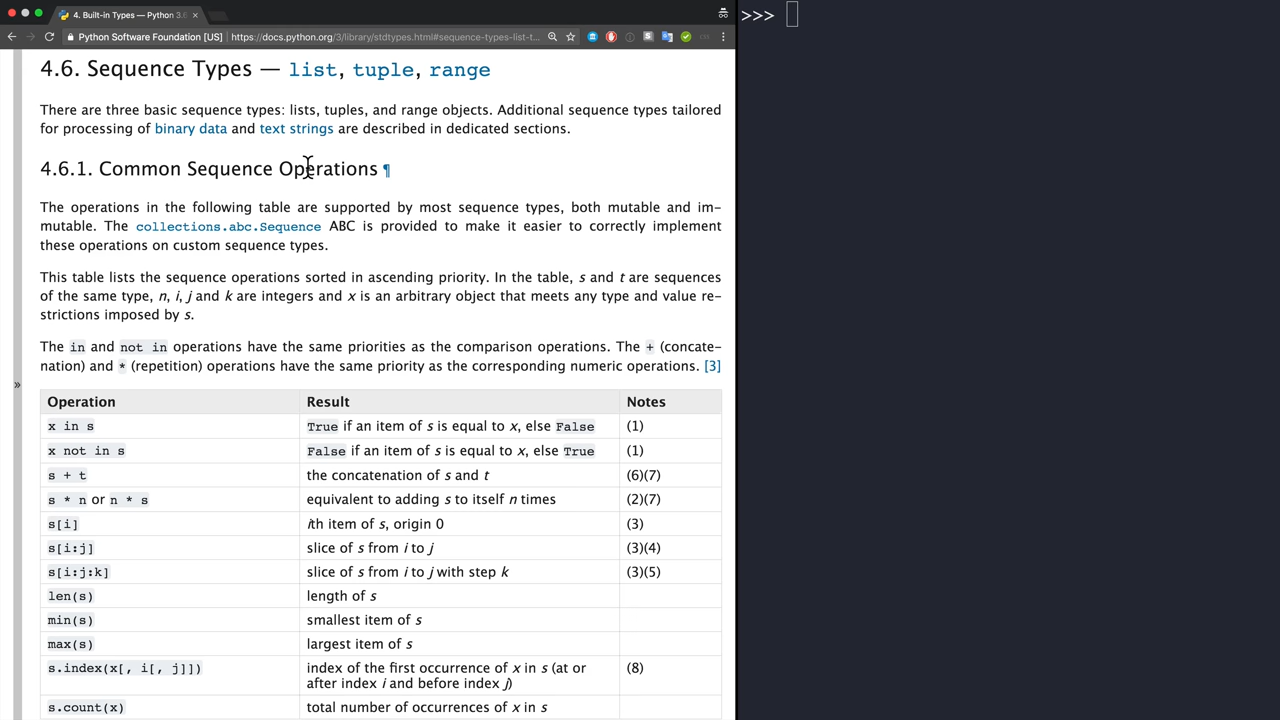 4. Built-in Types — Python 3.6
Python Software Foundation [US]
https://docs.python.org/3/library/stdtypes.html#sequence-types-list-t...
>>>
4.6. Sequence Types — list, tuple, range
There are three basic sequence types: lists, tuples, and range objects. Additional sequence types tailored
for processing of binary data and text strings are described in dedicated sections.
4.6.1. Common Sequence Operations ¶
The operations in the following table are supported by most sequence types, both mutable and im-
mutable. The collections.abc.Sequence ABC is provided to make it easier to correctly implement
these operations on custom sequence types.
This table lists the sequence operations sorted in ascending priority. In the table, s and t are sequences
of the same type, n, i, j and k are integers and x is an arbitrary object that meets any type and value re-
strictions imposed by s.
The in and not in operations have the same priorities as the comparison operations. The + (concate-
nation) and * (repetition) operations have the same priority as the corresponding numeric operations. [3]
»
Operation Result Notes
x in s True if an item of s is equal to x, else False (1)
x not in s False if an item of s is equal to x, else True (1)
s + t the concatenation of s and t (6)(7)
s * n or n * s equivalent to adding s to itself n times (2)(7)
s[i] ith item of s, origin 0 (3)
s[i:j] slice of s from i to j (3)(4)
s[i:j:k] slice of s from i to j with step k (3)(5)
len(s) length of s
min(s) smallest item of s
max(s) largest item of s
s.index(x[, i[, j]]) index of the first occurrence of x in s (at or (8)
after index i and before index j)
s.count(x) total number of occurrences of x in s